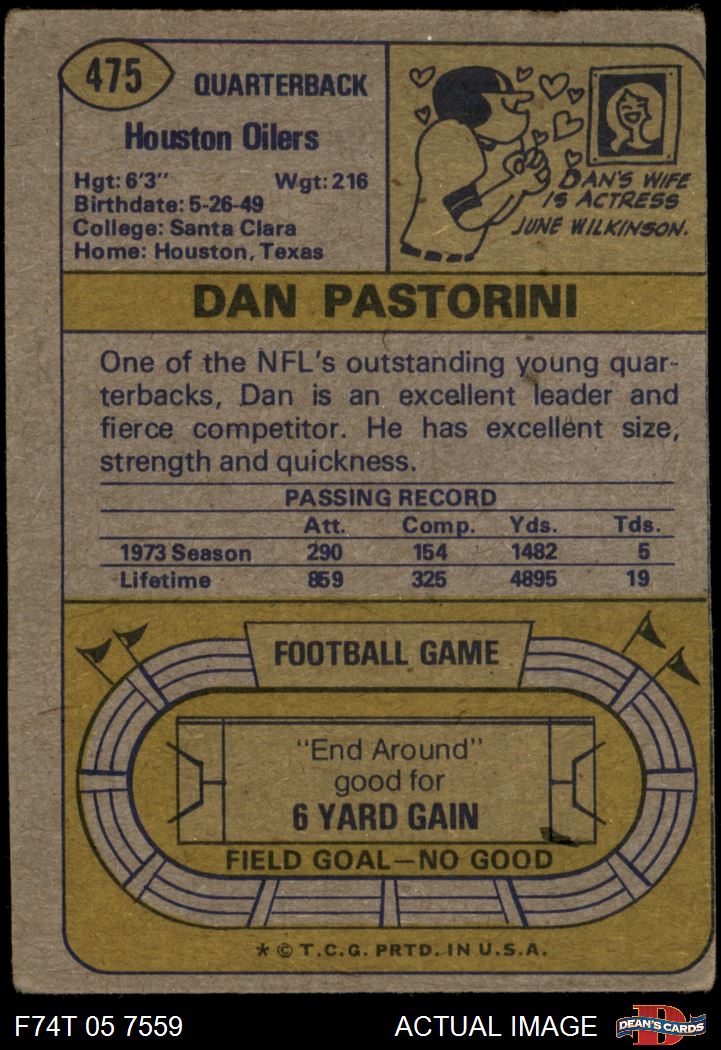 475
QUARTERBACK
Houston Oilers
Hgt: 6'3" Wgt: 216
Birthdate: 5-26-49
College: Santa Clara
Home: Houston, Texas
DAN'S WIFE
IS ACTRESS
JUNE WILKINSON.
DAN PASTORINI
One of the NFL's outstanding young quar-
terbacks, Dan is an excellent leader and
fierce competitor. He has excellent size,
strength and quickness.
PASSING RECORD
Att. Comp. Yds. Tds.
1973 Season 290 154 1482 5
Lifetime 859 325 4895 19
FOOTBALL GAME
"End Around"
good for
6 YARD GAIN
FIELD GOAL—NO GOOD
* © T.C.G. PRTD. IN U.S.A.
F74T 05 7559 ACTUAL IMAGE
D
DEAN'S CARDS